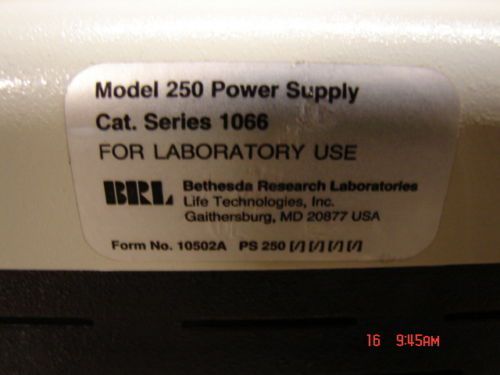 Model 250 Power Supply
Cat. Series 1066
FOR LABORATORY USE
BRL Bethesda Research Laboratories
Life Technologies, Inc.
Gaithersburg, MD 20877 USA
Form No. 10502A PS 250 [/] [/] [/] [/]
16 9:45AM